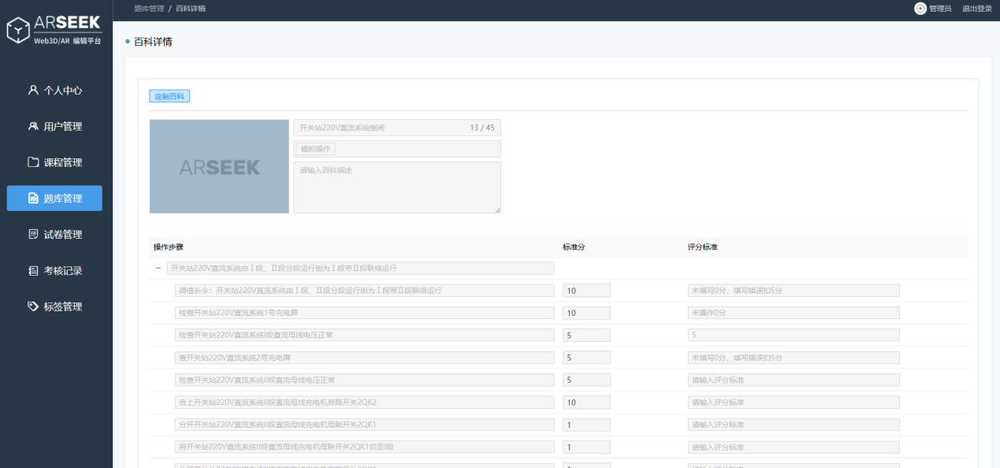 ARSEEK
Web3D/AR 编辑平台
题库管理 / 百科详情
管理员 退出登录
个人中心
用户管理
课程管理
题库管理
试卷管理
考核记录
标签管理
百科详情
定制百科
ARSEEK
开关站220V直流系统倒闸 13 / 45
模拟操作
请输入百科描述
操作步骤 标准分 评分标准
开关站220V直流系统由Ⅰ段、Ⅱ段分段运行倒为Ⅰ段带Ⅱ段联络运行
得值长令：开关站220V直流系统由Ⅰ段、Ⅱ段分段运行倒为Ⅰ段带Ⅱ段联络运行 10 未填写0分，填写错误扣5分
检查开关站220V直流系统1号充电屏 10 未操作0分
检查开关站220V直流系统I段直流母线电压正常 5 5
查开关站220V直流系统2号充电屏 5 未填写0分，填写错误扣5分
检查开关站220V直流系统II段直流母线电压正常 5 请输入评分标准
合上开关站220V直流系统II段直流母线充电机旁路开关2QK2 10 请输入评分标准
分开开关站220V直流系统II段直流母线充电机母联开关2QK1 1 请输入评分标准
将开关站220V直流系统II段直流母线充电机母联开关2QK1切至I段 1 请输入评分标准